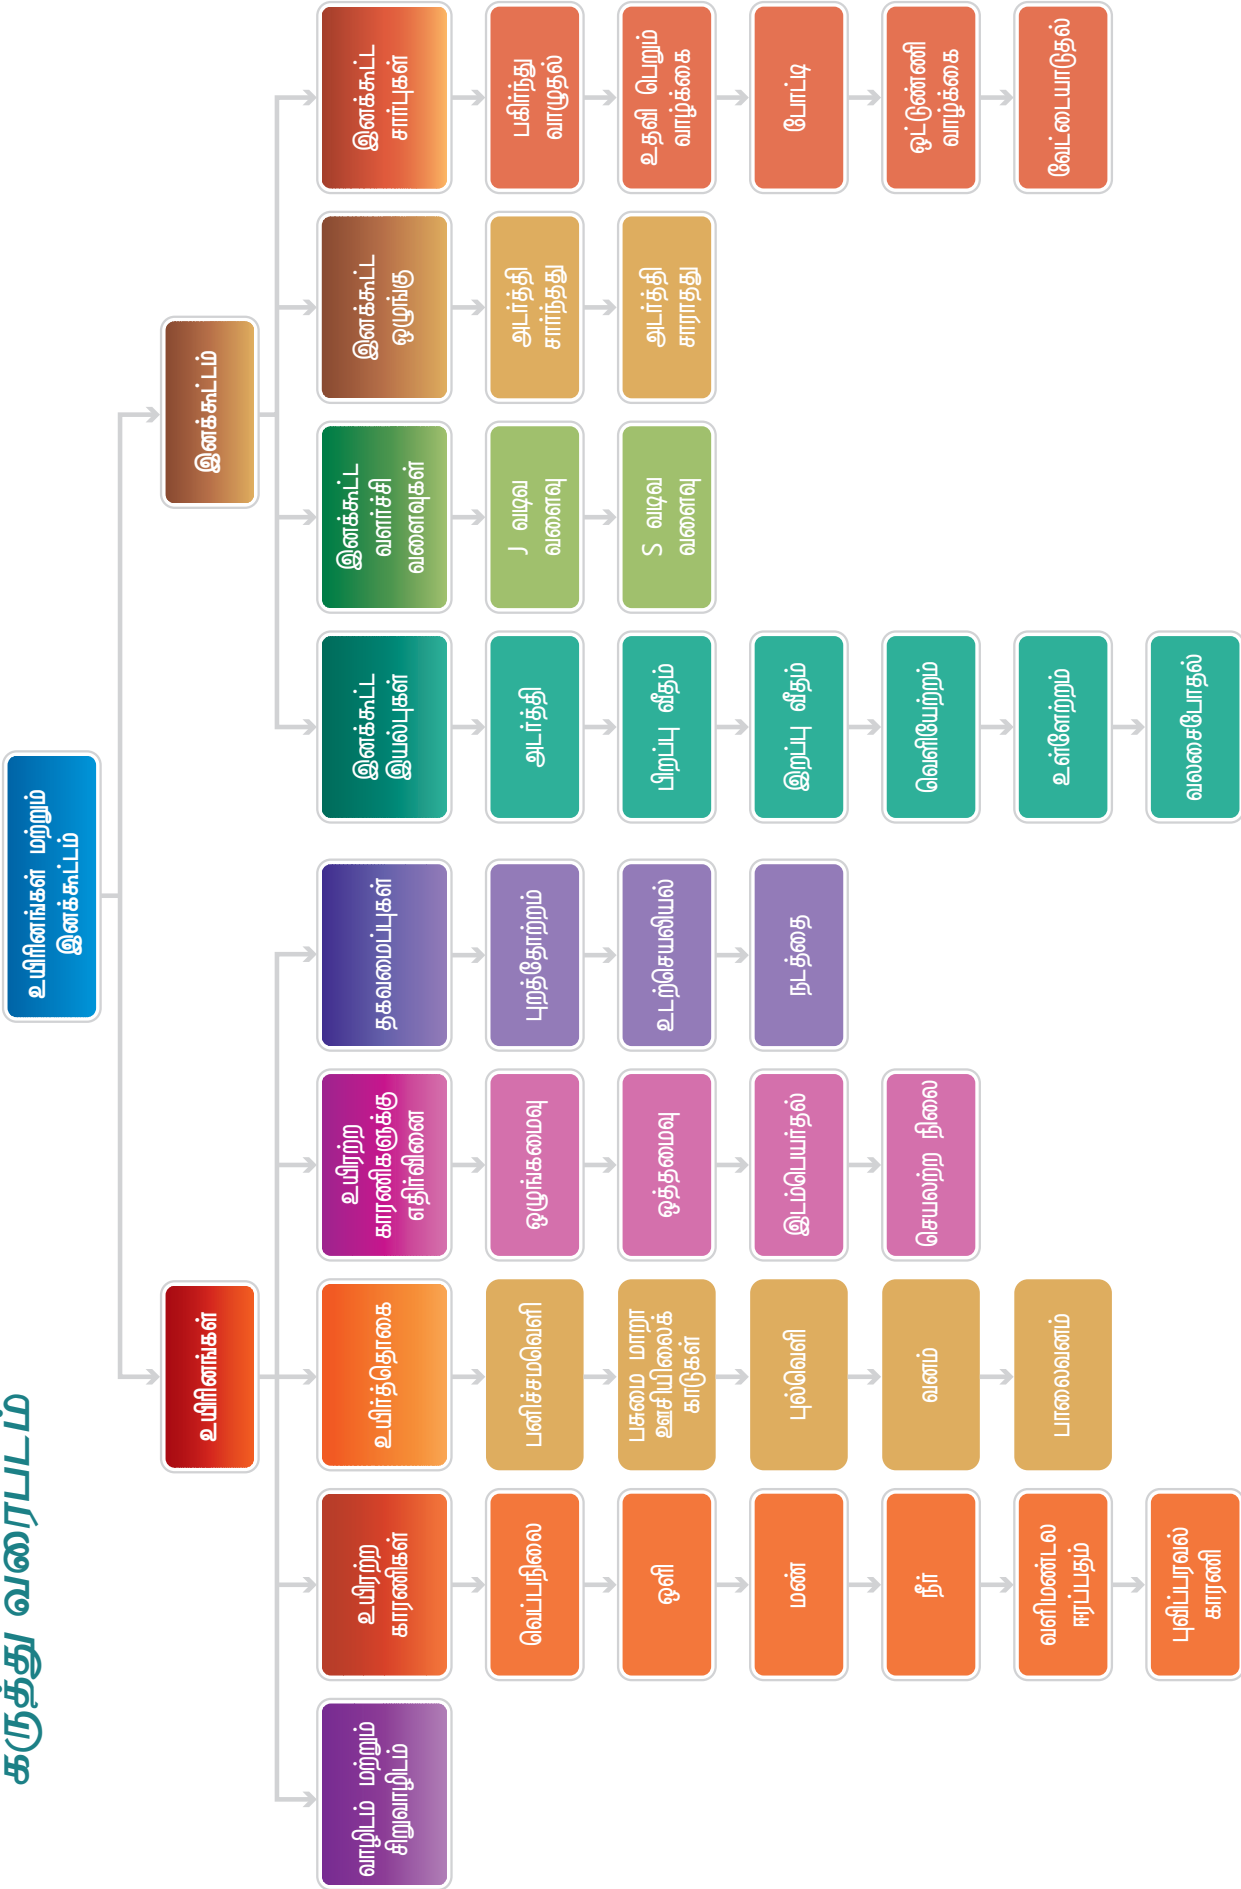 கருத்து வரைபடம்
உயிரினங்கள் மற்றும்
இனக்கூட்டம்
உயிரினங்கள்
இனக்கூட்டம்
வாழிடம் மற்றும்
சிறுவாழிடம்
உயிரற்ற
காரணிகள்
வெப்பநிலை
ஒளி
மண்
நீர்
வளிமண்டல
ஈரப்பதம்
புவிப்பரவல்
காரணி
உயிர்த்தொகை
பனிச்சமவெளி
பசுமை மாறா
ஊசியிலைக்
காடுகள்
புல்வெளி
வனம்
பாலைவனம்
உயிரற்ற
காரணிகளுக்கு
எதிர்வினை
ஒழுங்கமைவு
ஒத்தமைவு
இடம்பெயர்தல்
செயலற்ற நிலை
தகவமைப்புகள்
புறத்தோற்றம்
உடற்செயலியல்
நடத்தை
இனக்கூட்ட
இயல்புகள்
அடர்த்தி
பிறப்பு வீதம்
இறப்பு வீதம்
வெளியேற்றம்
உள்ளேற்றம்
வலசைபோதல்
இனக்கூட்ட
வளர்ச்சி
வளைவுகள்
J வடிவ
வளைவு
S வடிவ
வளைவு
இனக்கூட்ட
ஒழுங்கு
அடர்த்தி
சார்ந்தது
அடர்த்தி
சாராதது
இனக்கூட்ட
சார்புகள்
பகிர்ந்து
வாழுதல்
உதவி பெறும்
வாழ்க்கை
போட்டி
ஒட்டுண்ணி
வாழ்க்கை
வேட்டையாடுதல்